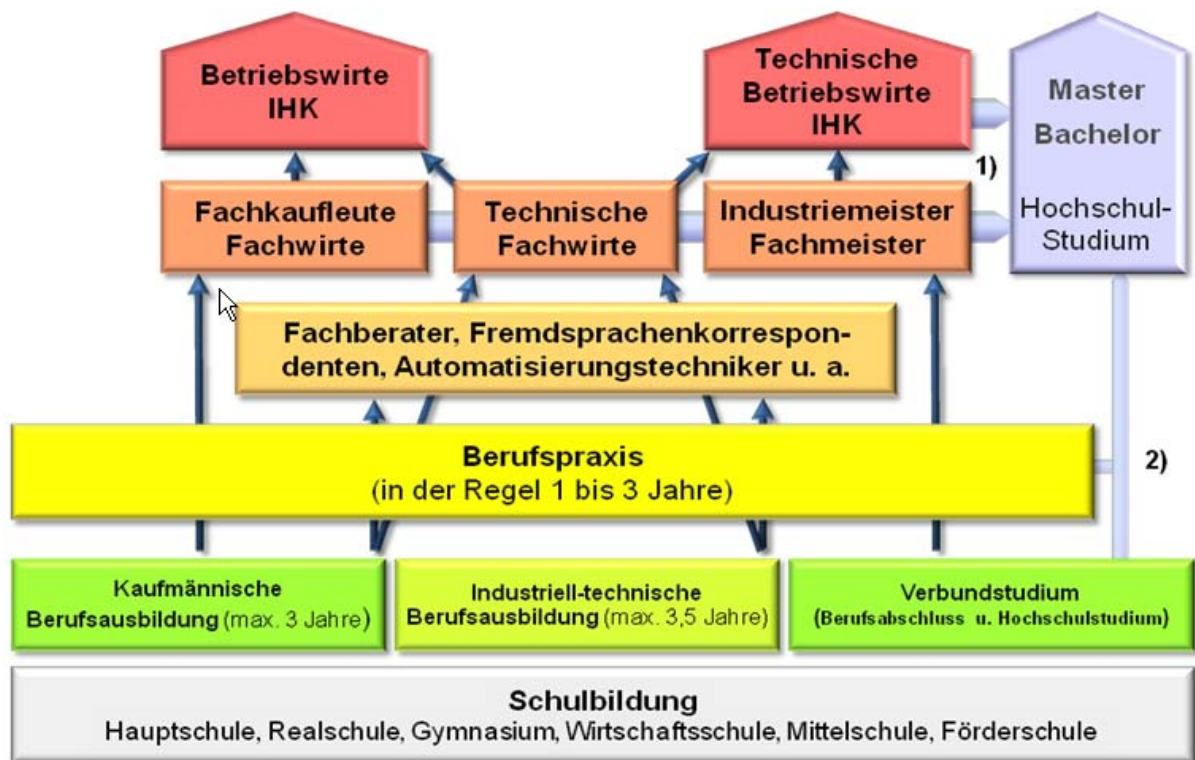 Betriebswirte
IHK
Technische
Betriebswirte
IHK
Master
Bachelor
Hochschul-
Studium
1)
Fachkaufleute
Fachwirte
Technische
Fachwirte
Industriemeister
Fachmeister
Fachberater, Fremdsprachenkorrespon-
denten, Automatisierungstechniker u. a.
Berufspraxis
(in der Regel 1 bis 3 Jahre)
2)
Kaufmännische
Berufsausbildung (max. 3 Jahre)
Industriell-technische
Berufsausbildung (max. 3,5 Jahre)
Verbundstudium
(Berufsabschluss u. Hochschulstudium)
Schulbildung
Hauptschule, Realschule, Gymnasium, Wirtschaftsschule, Mittelschule, Förderschule